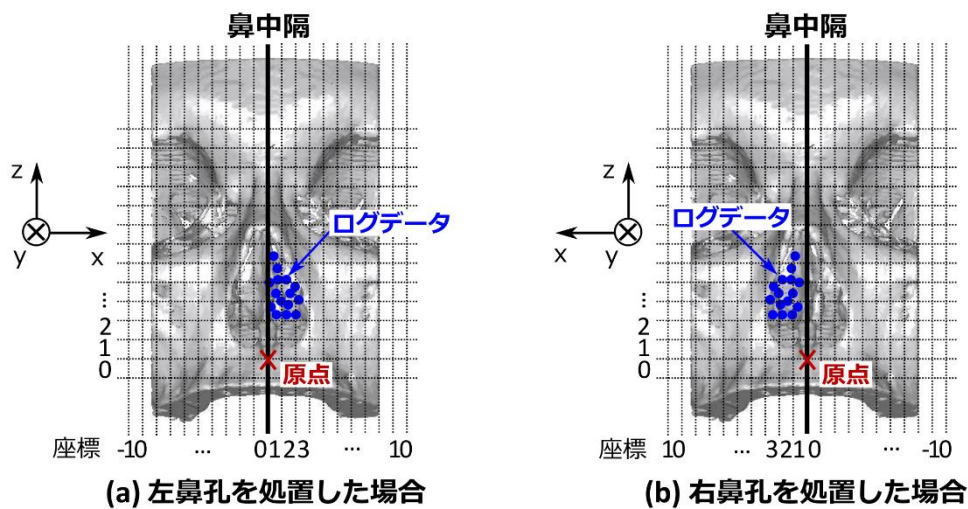 鼻中隔
z
y
x
ログデータ
⋮
2
1
0
原点
座標 -10 … 0123 … 10
(a) 左鼻孔を処置した場合
鼻中隔
z
x
y
ログデータ
⋮
2
1
0
原点
座標 10 … 3210 … -10
(b) 右鼻孔を処置した場合